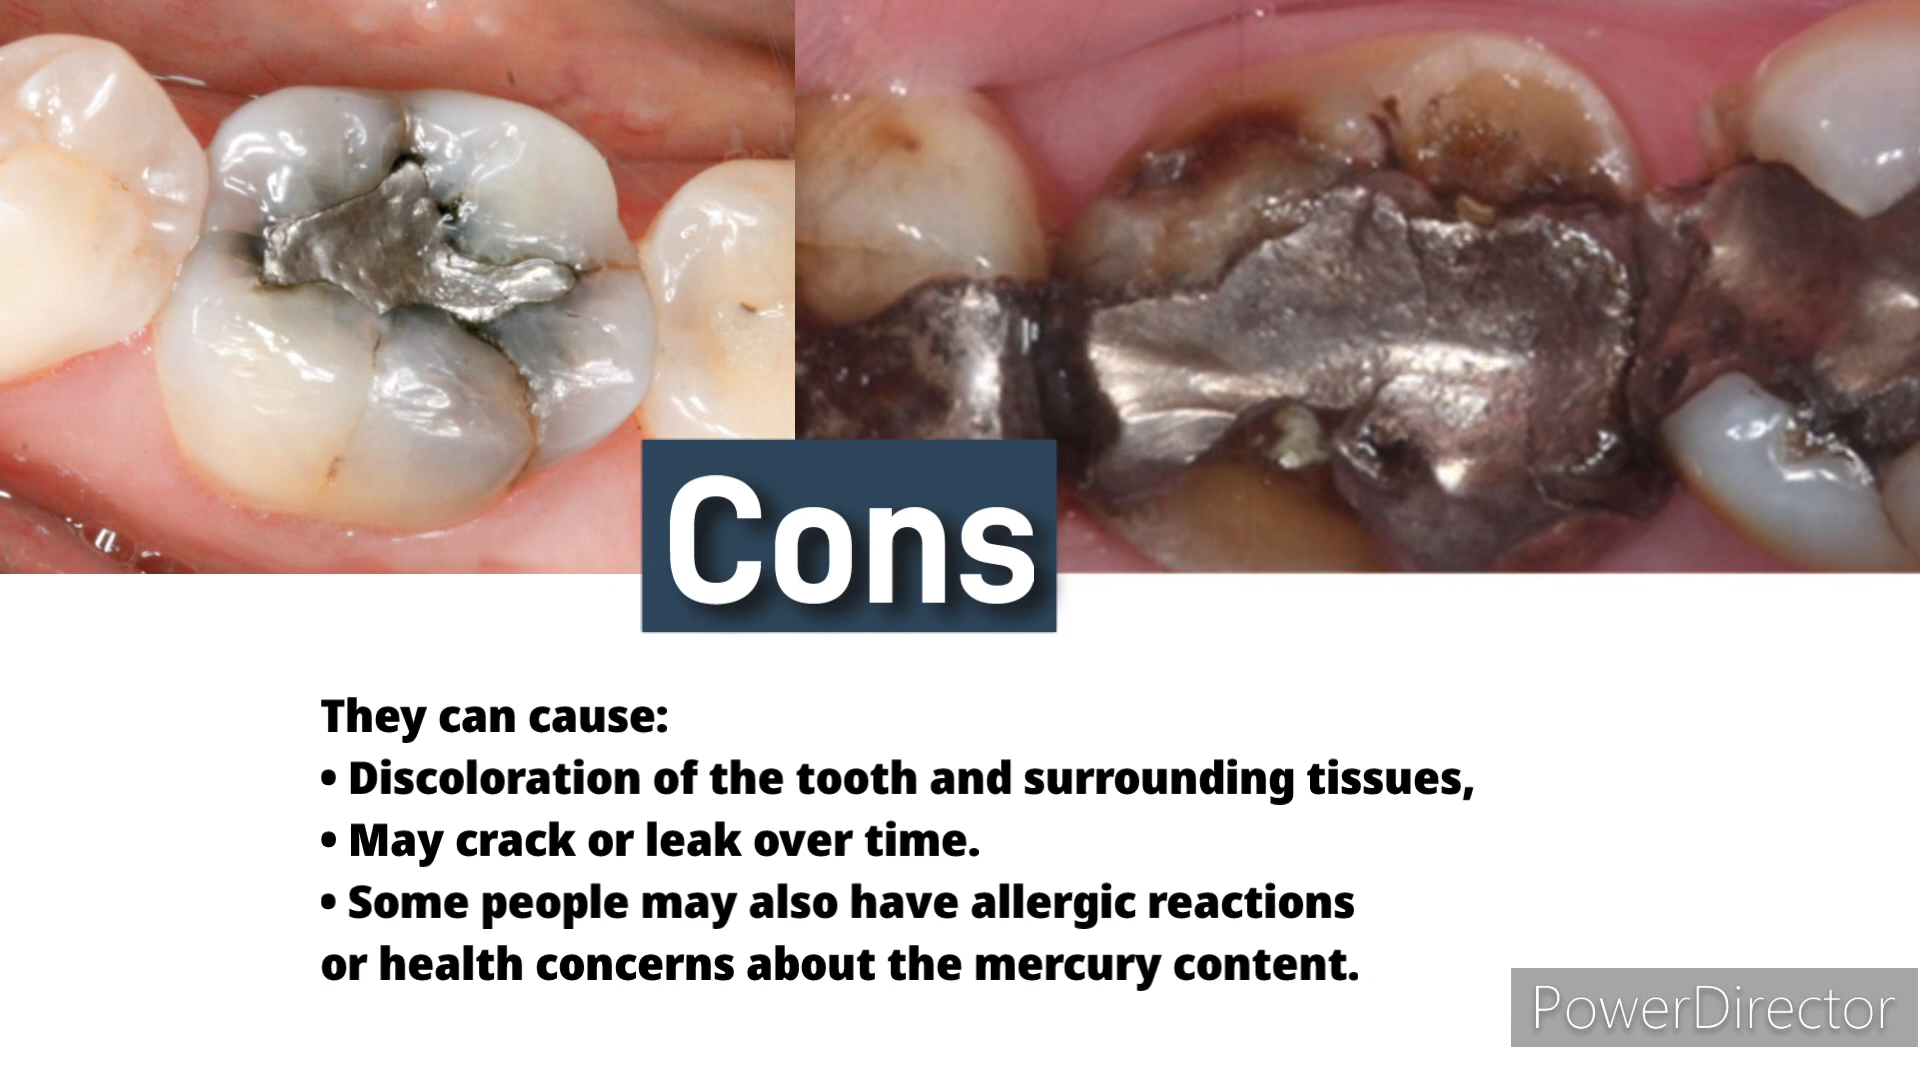 Cons
They can cause:
• Discoloration of the tooth and surrounding tissues,
• May crack or leak over time.
• Some people may also have allergic reactions
or health concerns about the mercury content.
PowerDirector